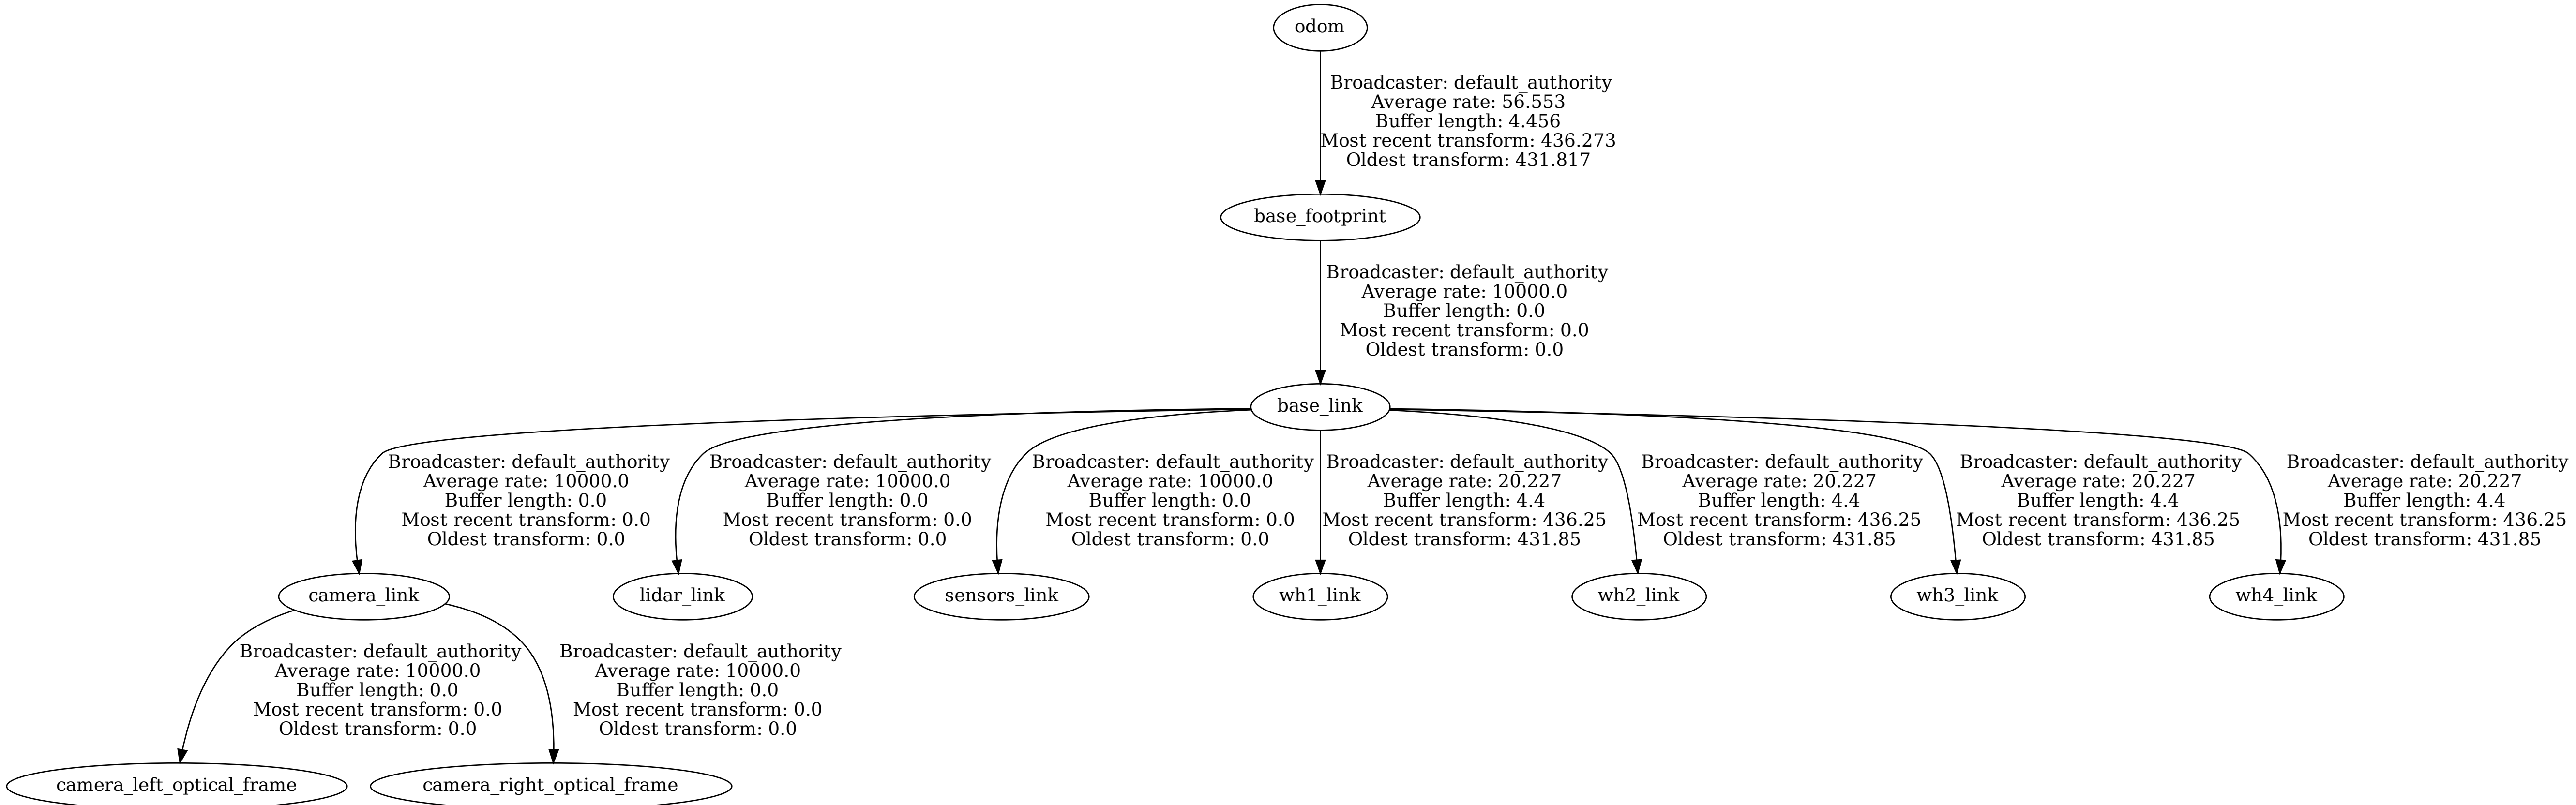 odom
Broadcaster: default_authority
Average rate: 56.553
Buffer length: 4.456
Most recent transform: 436.273
Oldest transform: 431.817
base_footprint
Broadcaster: default_authority
Average rate: 10000.0
Buffer length: 0.0
Most recent transform: 0.0
Oldest transform: 0.0
base_link
Broadcaster: default_authority
Average rate: 10000.0
Buffer length: 0.0
Most recent transform: 0.0
Oldest transform: 0.0
Broadcaster: default_authority
Average rate: 10000.0
Buffer length: 0.0
Most recent transform: 0.0
Oldest transform: 0.0
Broadcaster: default_authority
Average rate: 10000.0
Buffer length: 0.0
Most recent transform: 0.0
Oldest transform: 0.0
Broadcaster: default_authority
Average rate: 20.227
Buffer length: 4.4
Most recent transform: 436.25
Oldest transform: 431.85
Broadcaster: default_authority
Average rate: 20.227
Buffer length: 4.4
Most recent transform: 436.25
Oldest transform: 431.85
Broadcaster: default_authority
Average rate: 20.227
Buffer length: 4.4
Most recent transform: 436.25
Oldest transform: 431.85
Broadcaster: default_authority
Average rate: 20.227
Buffer length: 4.4
Most recent transform: 436.25
Oldest transform: 431.85
camera_link
lidar_link
sensors_link
wh1_link
wh2_link
wh3_link
wh4_link
Broadcaster: default_authority
Average rate: 10000.0
Buffer length: 0.0
Most recent transform: 0.0
Oldest transform: 0.0
Broadcaster: default_authority
Average rate: 10000.0
Buffer length: 0.0
Most recent transform: 0.0
Oldest transform: 0.0
camera_left_optical_frame
camera_right_optical_frame